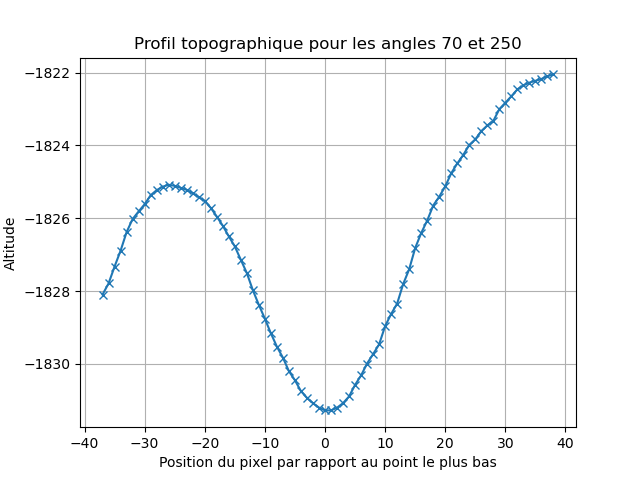 Profil topographique pour les angles 70 et 250
Altitude
−1822
−1824
−1826
−1828
−1830
−40 −30 −20 −10 0 10 20 30 40
Position du pixel par rapport au point le plus bas